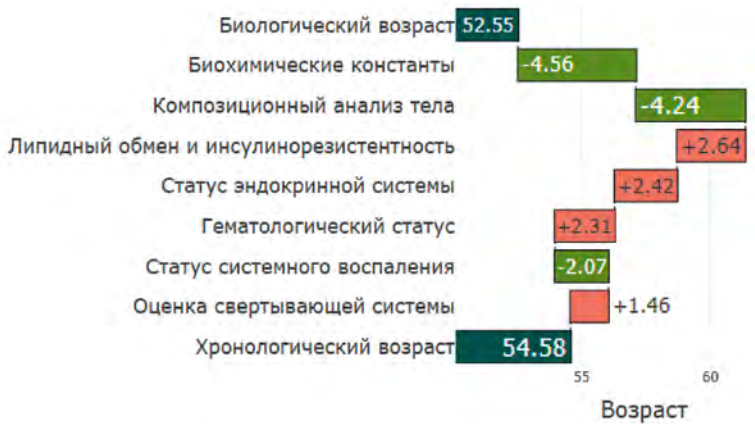 Биологический возраст 52.55
Биохимические константы -4.56
Композиционный анализ тела -4.24
Липидный обмен и инсулинорезистентность +2.64
Статус эндокринной системы +2.42
Гематологический статус +2.31
Статус системного воспаления -2.07
Оценка свертывающей системы +1.46
Хронологический возраст 54.58
55 60
Возраст